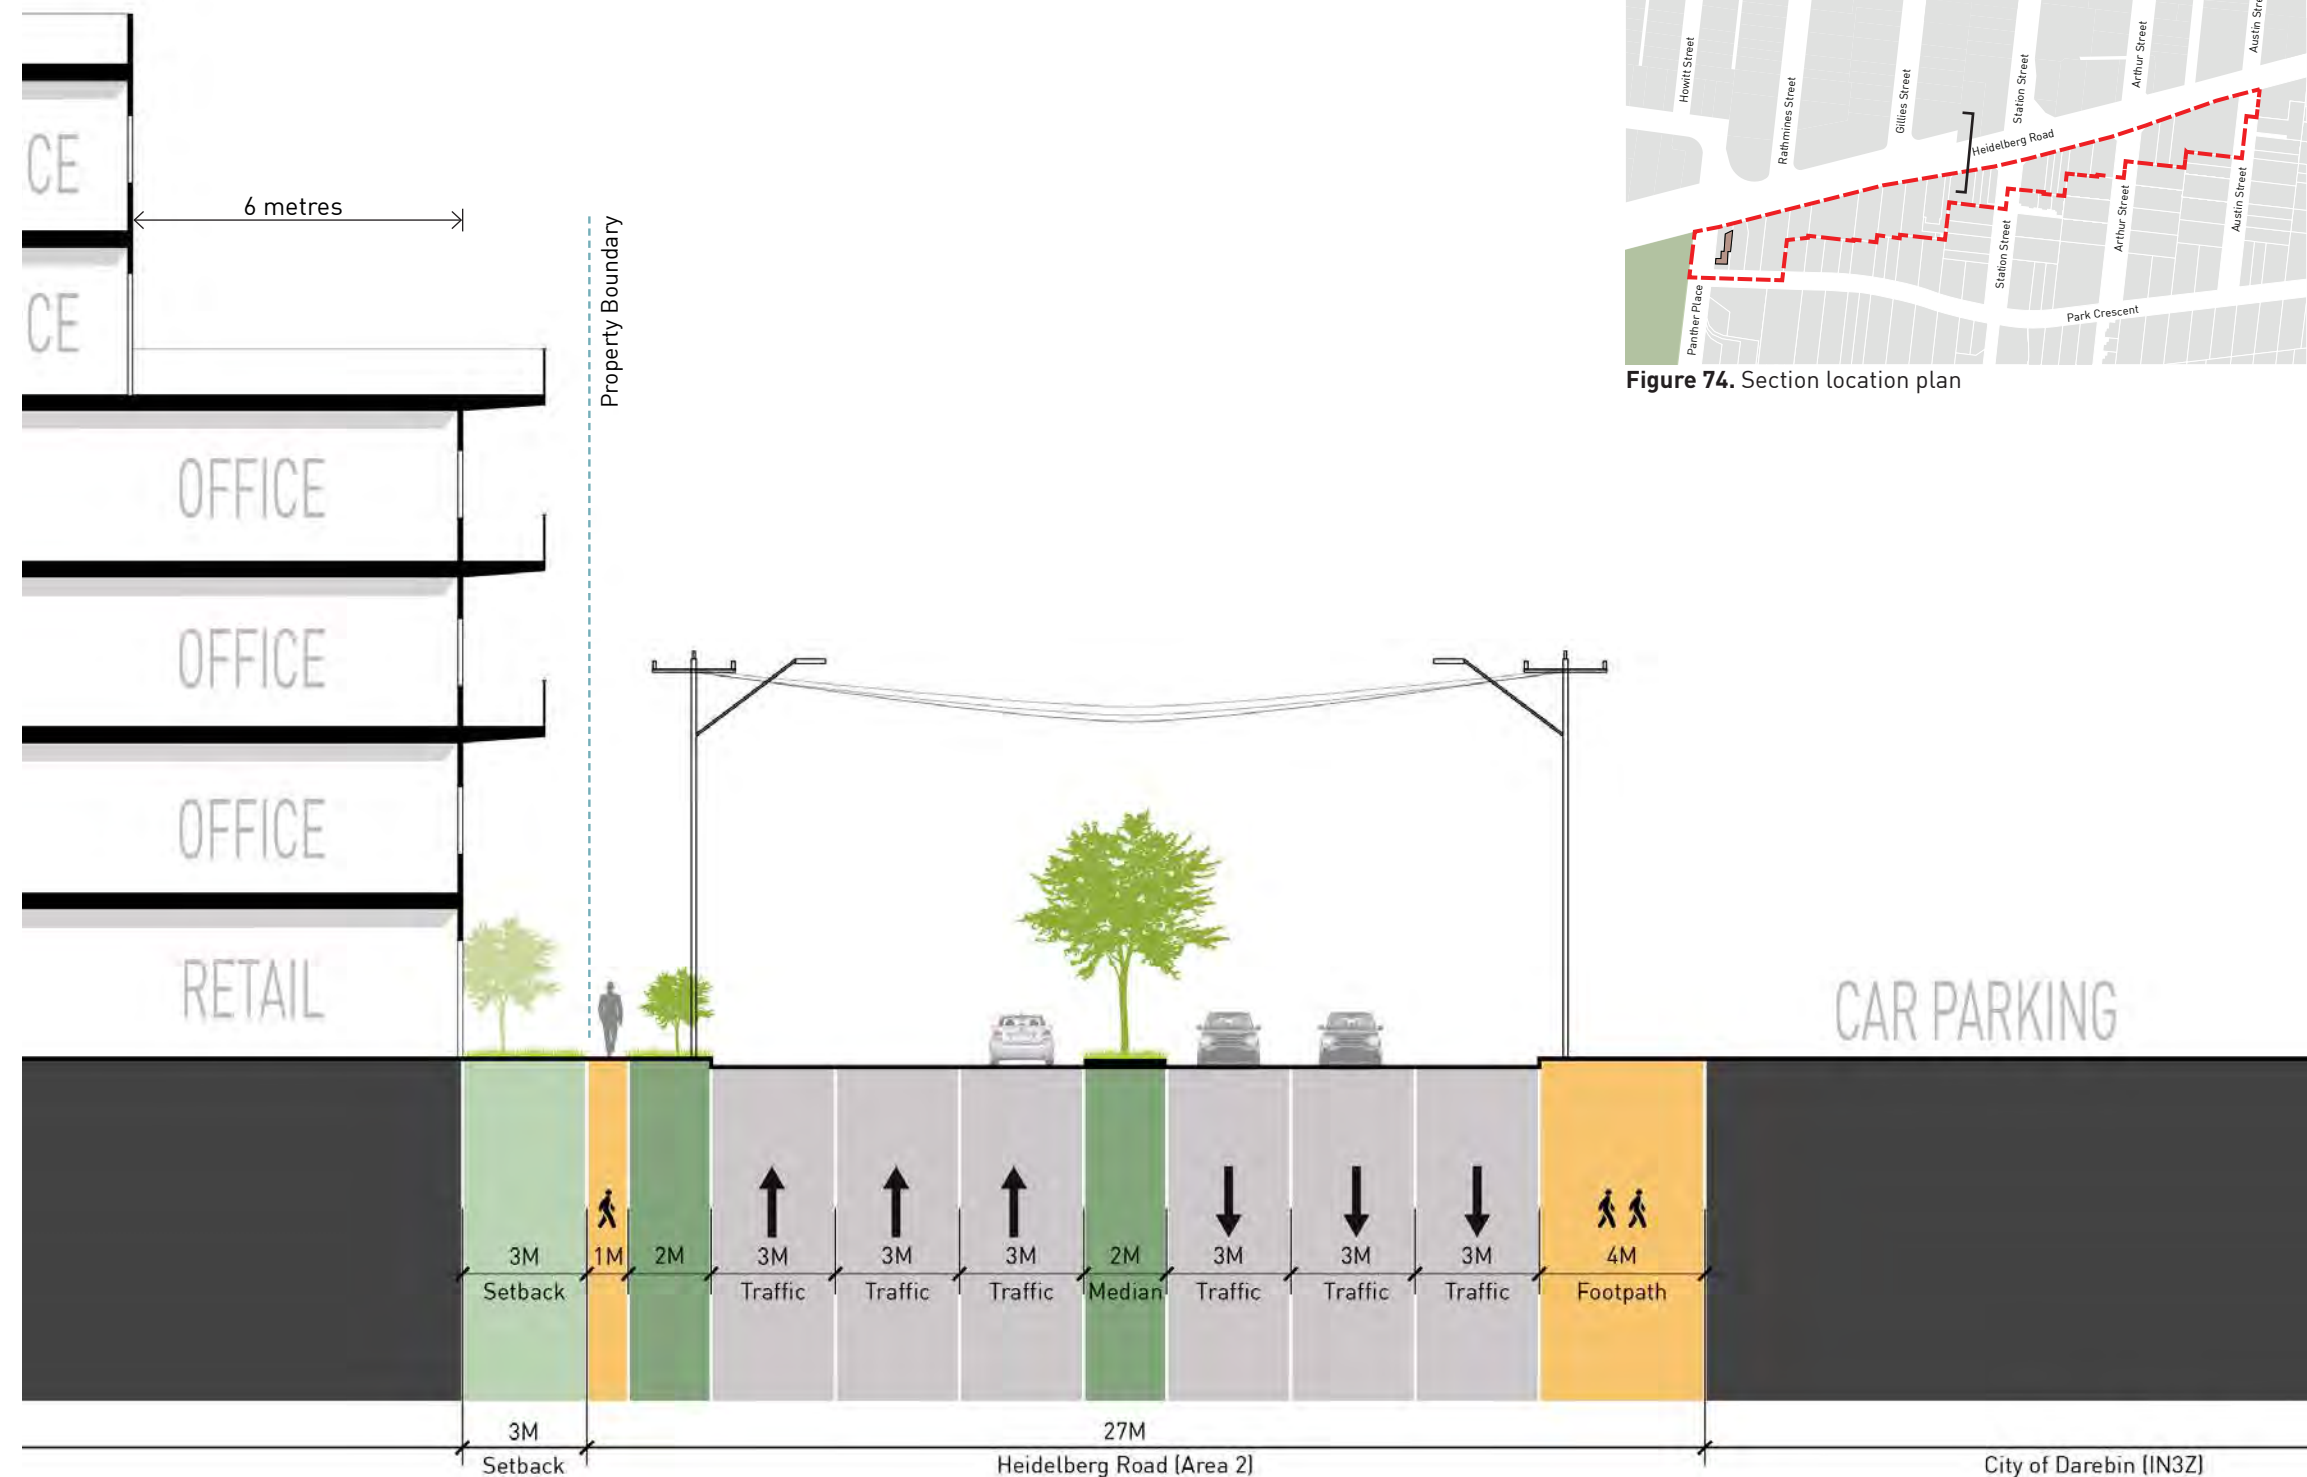 CE
6 metres
CE
Property Boundary
OFFICE
OFFICE
OFFICE
RETAIL
CAR PARKING
Howitt Street
Rathmines Street
Gillies Street
Station Street
Arthur Street
Heidelberg Road
Station Street
Arthur Street
Austin Street
Panther Place
Park Crescent
Figure 74. Section location plan
3M 1M 2M 3M 3M 3M 2M 3M 3M 3M 4M
Setback Traffic Traffic Traffic Median Traffic Traffic Traffic Footpath
3M 27M
Setback Heidelberg Road (Area 2) City of Darebin (IN3Z)